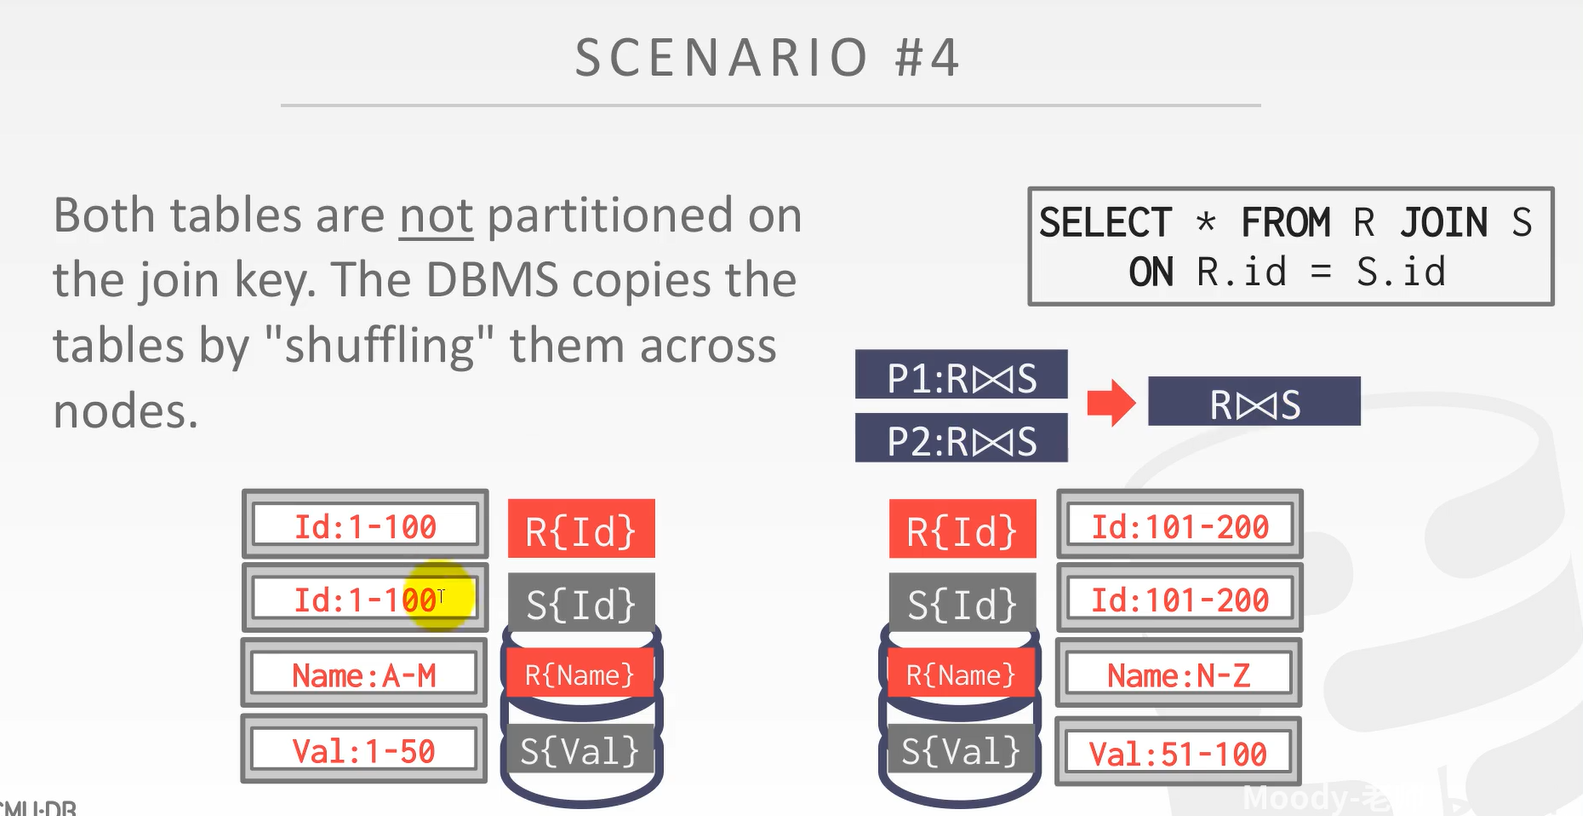 SCENARIO #4
Both tables are not partitioned on
the join key. The DBMS copies the
tables by "shuffling" them across
nodes.
SELECT * FROM R JOIN S
ON R.id = S.id
P1:R⋈S
P2:R⋈S
R⋈S
Id:1-100
R{Id}
R{Id}
Id:101-200
Id:1-100
S{Id}
S{Id}
Id:101-200
Name:A-M
R{Name}
R{Name}
Name:N-Z
Val:1-50
S{Val}
S{Val}
Val:51-100
CMU·DB
Moody-老